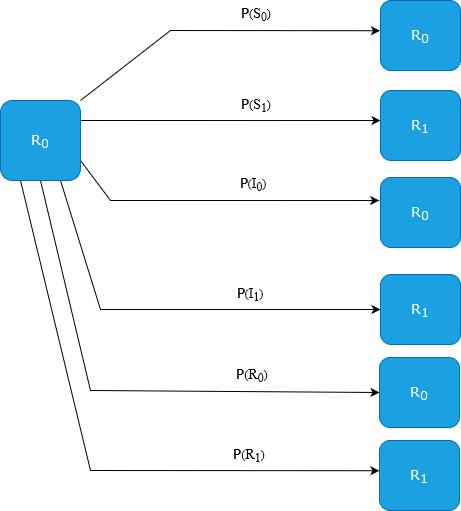 P(S₀)
R₀
P(S₁)
R₁
R₀
P(I₀)
R₀
P(I₁)
R₁
P(R₀)
R₀
P(R₁)
R₁